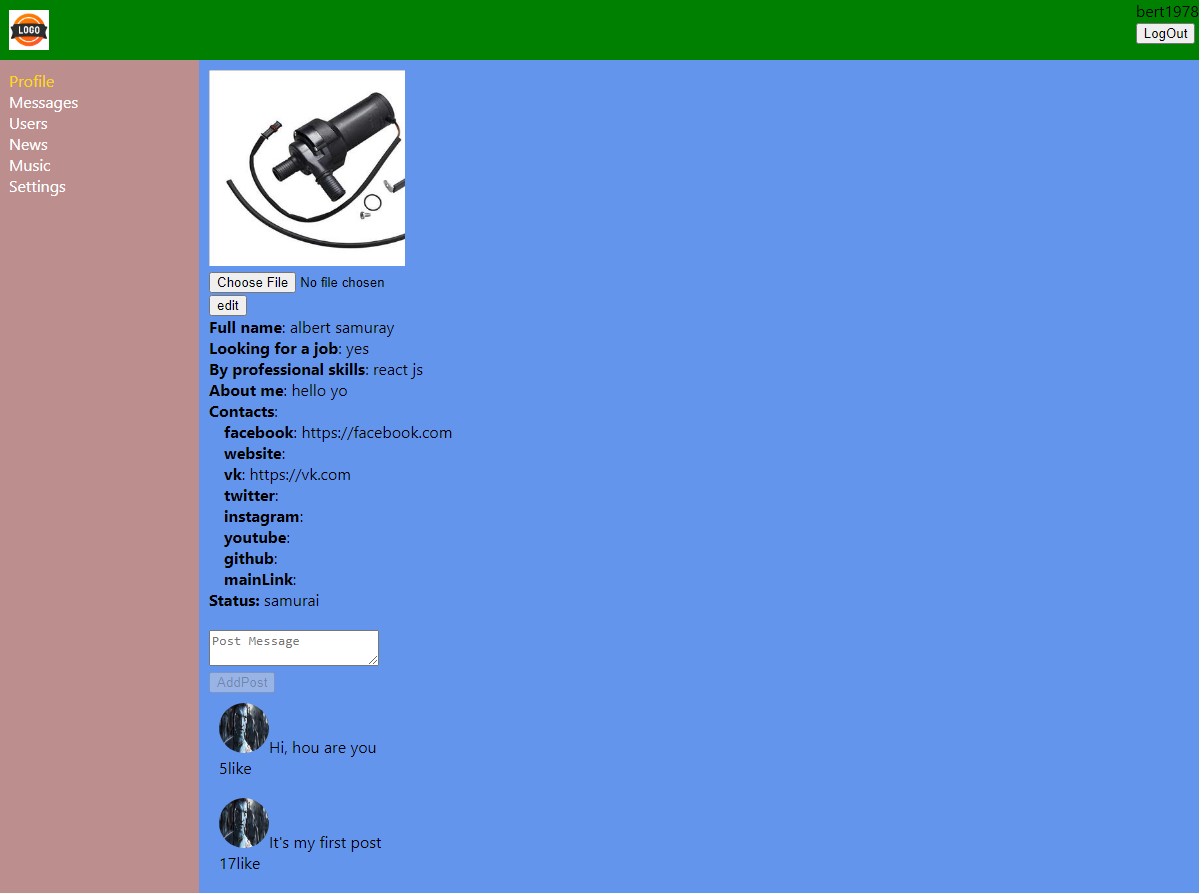 LOGO
bert1978
LogOut
Profile
Messages
Users
News
Music
Settings
Choose File No file chosen
edit
Full name: albert samuray
Looking for a job: yes
By professional skills: react js
About me: hello yo
Contacts:
facebook: https://facebook.com
website:
vk: https://vk.com
twitter:
instagram:
youtube:
github:
mainLink:
Status: samurai
Post Message
AddPost
Hi, hou are you
5like
It's my first post
17like